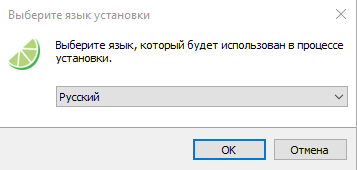 Выберите язык установки
Выберите язык, который будет использован в процессе
установки.
Русский
OK
Отмена